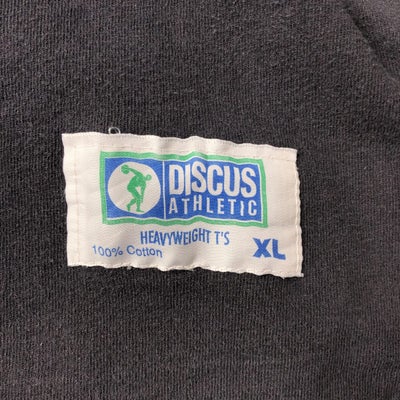 DISCUS
ATHLETIC
HEAVYWEIGHT T'S
100% Cotton
XL